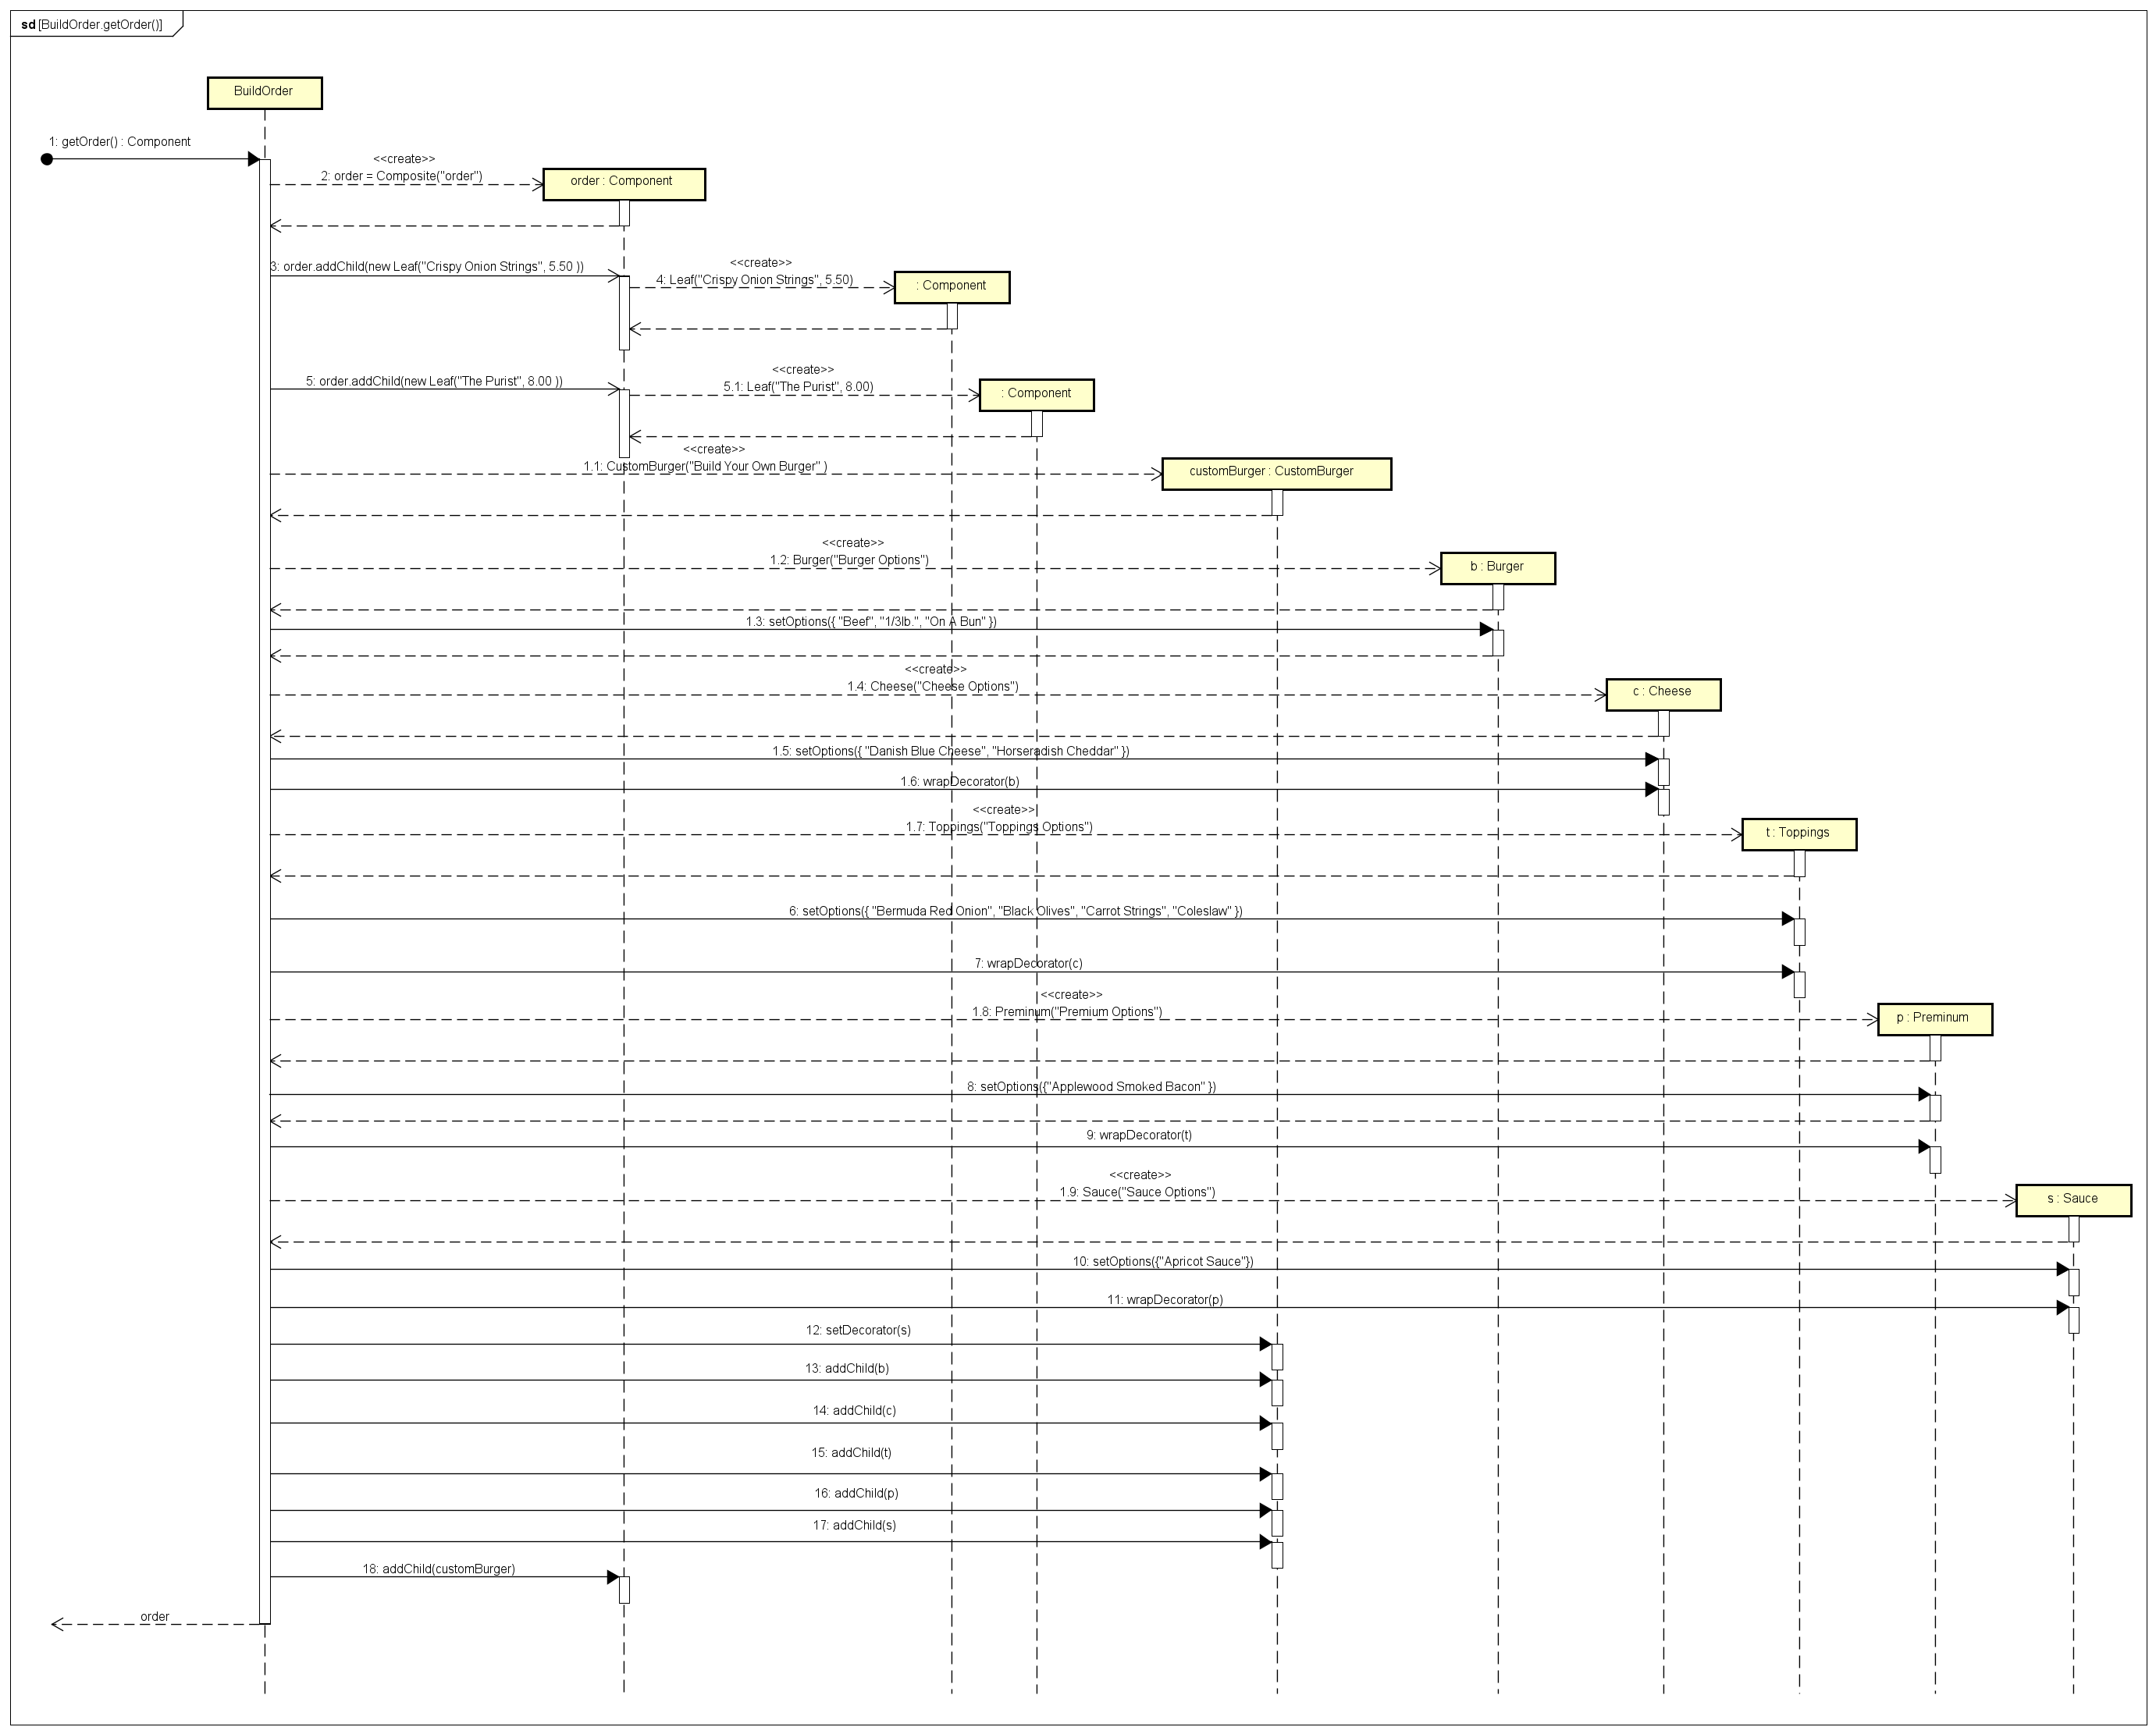 sd [BuildOrder.getOrder()]
BuildOrder
1: getOrder() : Component
<<create>>
2: order = Composite("order")
order : Component
3: order.addChild(new Leaf("Crispy Onion Strings", 5.50 ))
<<create>>
4: Leaf("Crispy Onion Strings", 5.50)
: Component
5: order.addChild(new Leaf("The Purist", 8.00 ))
<<create>>
5.1: Leaf("The Purist", 8.00)
: Component
<<create>>
1.1: CustomBurger("Build Your Own Burger" )
customBurger : CustomBurger
<<create>>
1.2: Burger("Burger Options")
b : Burger
1.3: setOptions({ "Beef", "1/3lb.", "On A Bun" })
<<create>>
1.4: Cheese("Cheese Options")
c : Cheese
1.5: setOptions({ "Danish Blue Cheese", "Horseradish Cheddar" })
1.6: wrapDecorator(b)
<<create>>
1.7: Toppings("Toppings Options")
t : Toppings
6: setOptions({ "Bermuda Red Onion", "Black Olives", "Carrot Strings", "Coleslaw" })
7: wrapDecorator(c)
<<create>>
1.8: Preminum("Premium Options")
p : Preminum
8: setOptions({"Applewood Smoked Bacon" })
9: wrapDecorator(t)
<<create>>
1.9: Sauce("Sauce Options")
s : Sauce
10: setOptions({"Apricot Sauce"})
11: wrapDecorator(p)
12: setDecorator(s)
13: addChild(b)
14: addChild(c)
15: addChild(t)
16: addChild(p)
17: addChild(s)
18: addChild(customBurger)
order